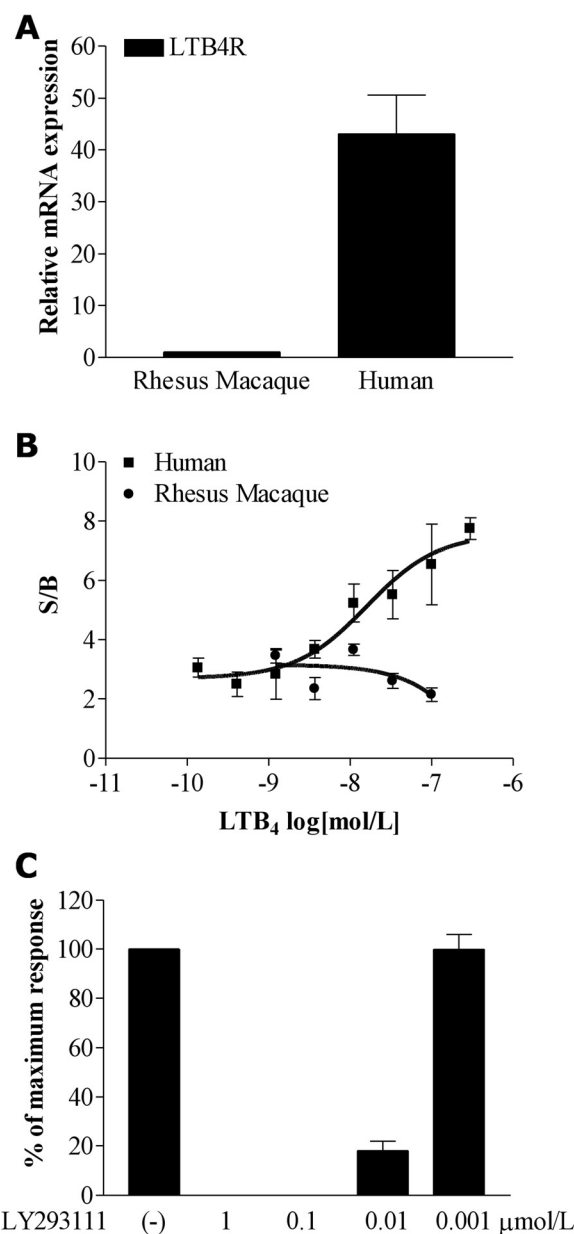 A
LTB4R
Relative mRNA expression
60
50
40
30
20
10
0
Rhesus Macaque Human
B
Human
Rhesus Macaque
S/B
10
8
6
4
2
0
-11 -10 -9 -8 -7 -6
LTB₄ log[mol/L]
C
% of maximum response
120
100
80
60
40
20
0
LY293111 (-) 1 0.1 0.01 0.001 μmol/L